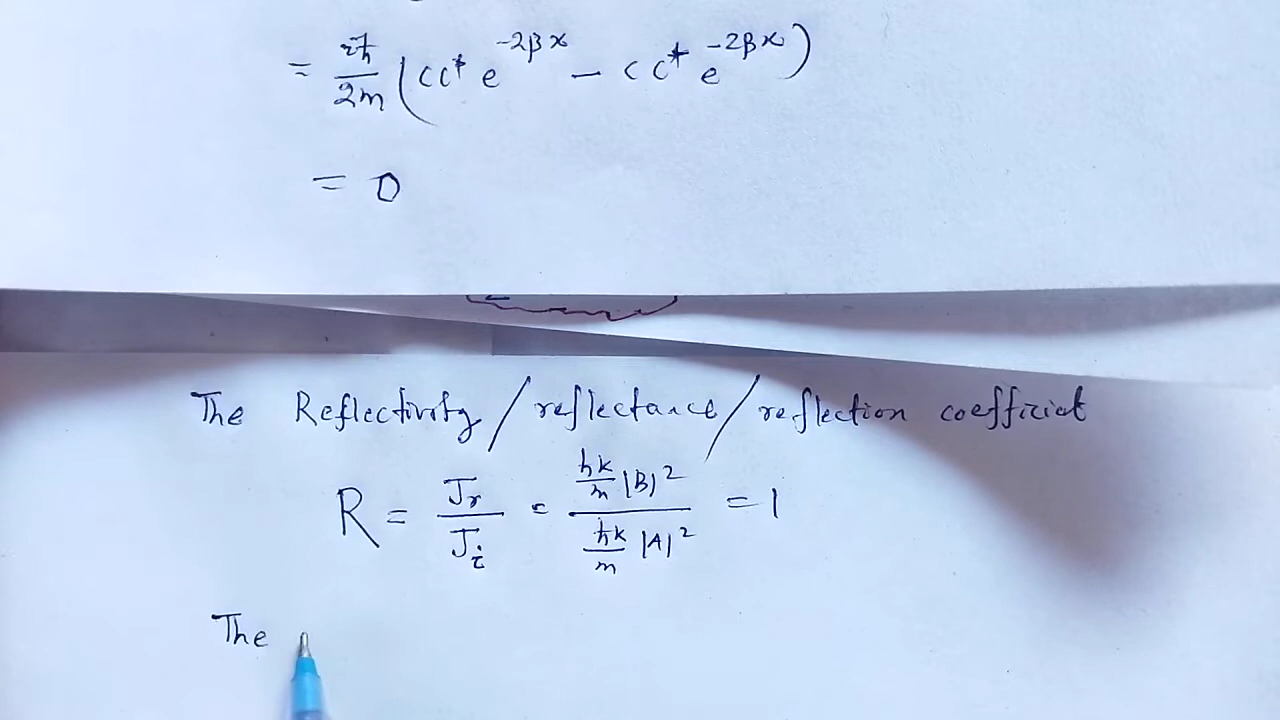 = iħ/2m (CC* e^-2βx - CC* e^-2βx)
= 0
The Reflectivity/reflectance/reflection coefficient
R = J_r/J_i = (ħk/m |B|^2)/(ħk/m |A|^2) = 1
The